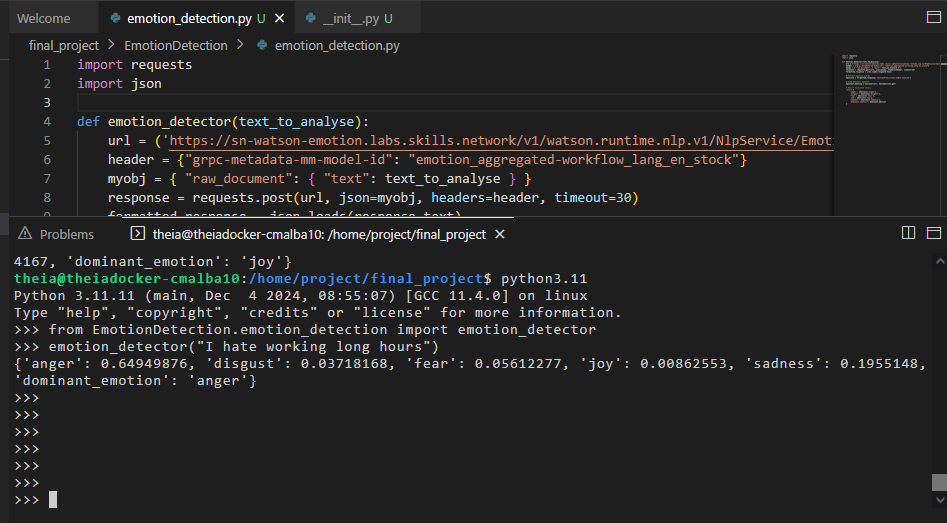 Welcome
emotion_detection.py U
__init__.py U
final_project > EmotionDetection > emotion_detection.py
1 import requests
2 import json
3
4 def emotion_detector(text_to_analyse):
5 url = ('https://sn-watson-emotion.labs.skills.network/v1/watson.runtime.nlp.v1/NlpService/Emoti
6 header = {"grpc-metadata-mm-model-id": "emotion_aggregated-workflow_lang_en_stock"}
7 myobj = { "raw_document": { "text": text_to_analyse } }
8 response = requests.post(url, json=myobj, headers=header, timeout=30)
9 formatted_response = json.loads(response.text)
Problems
theia@theiadocker-cmalba10: /home/project/final_project
4167, 'dominant_emotion': 'joy'}
theia@theiadocker-cmalba10:/home/project/final_project$ python3.11
Python 3.11.11 (main, Dec  4 2024, 08:55:07) [GCC 11.4.0] on linux
Type "help", "copyright", "credits" or "license" for more information.
>>> from EmotionDetection.emotion_detection import emotion_detector
>>> emotion_detector("I hate working long hours")
{'anger': 0.64949876, 'disgust': 0.03718168, 'fear': 0.05612277, 'joy': 0.00862553, 'sadness': 0.1955148,
'dominant_emotion': 'anger'}
>>>
>>>
>>>
>>>
>>>
>>>
>>>